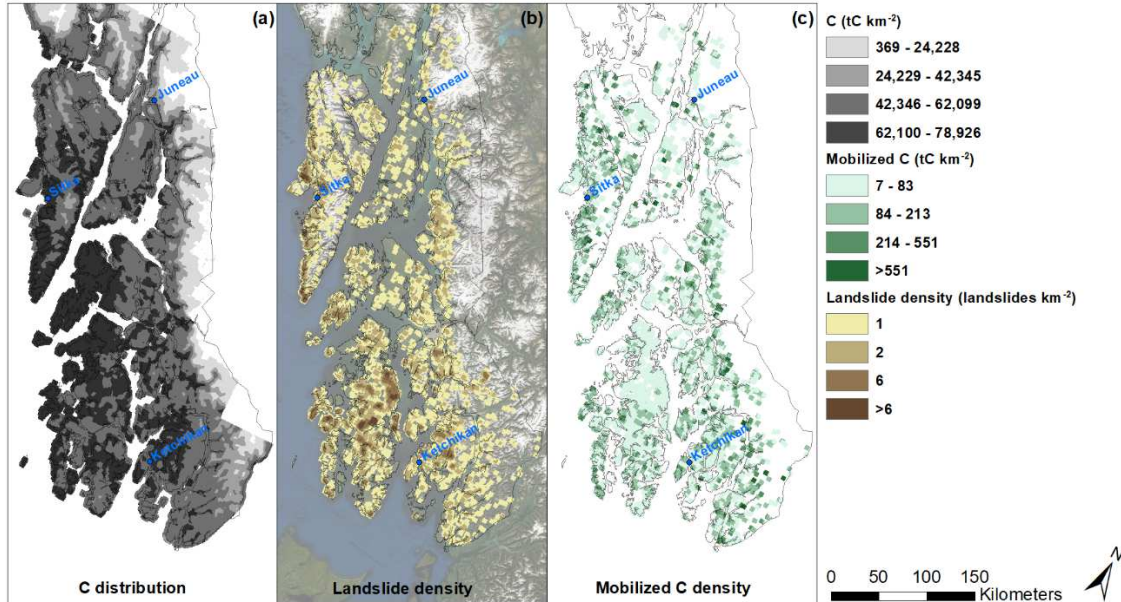 (a)
Juneau
Sitka
Ketchikan
C distribution
(b)
Juneau
Sitka
Ketchikan
Landslide density
(c)
Juneau
Sitka
Ketchikan
Mobilized C density
C (tC km⁻²)
369 - 24,228
24,229 - 42,345
42,346 - 62,099
62,100 - 78,926
Mobilized C (tC km⁻²)
7 - 83
84 - 213
214 - 551
>551
Landslide density (landslides km⁻²)
1
2
6
>6
N
0 50 100 150
Kilometers